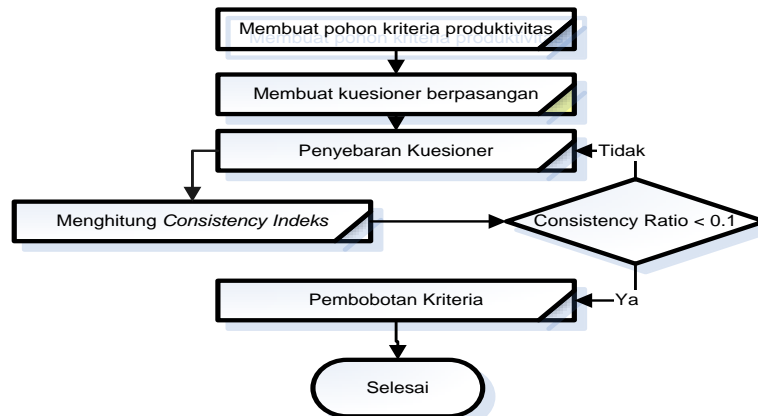 Membuat pohon kriteria produktivitas
Membuat kuesioner berpasangan
Penyebaran Kuesioner
Tidak
Menghitung Consistency Indeks
Consistency Ratio < 0.1
Pembobotan Kriteria
Ya
Selesai